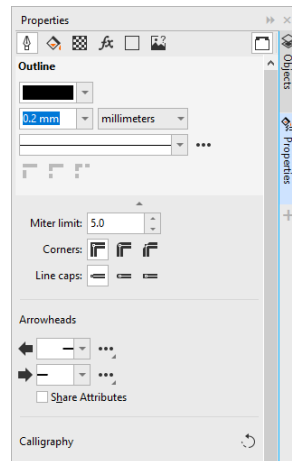 Properties
fx
Outline
0.2 mm
millimeters
Miter limit: 5.0
Corners:
Line caps:
Arrowheads
Share Attributes
Calligraphy
Objects
Properties